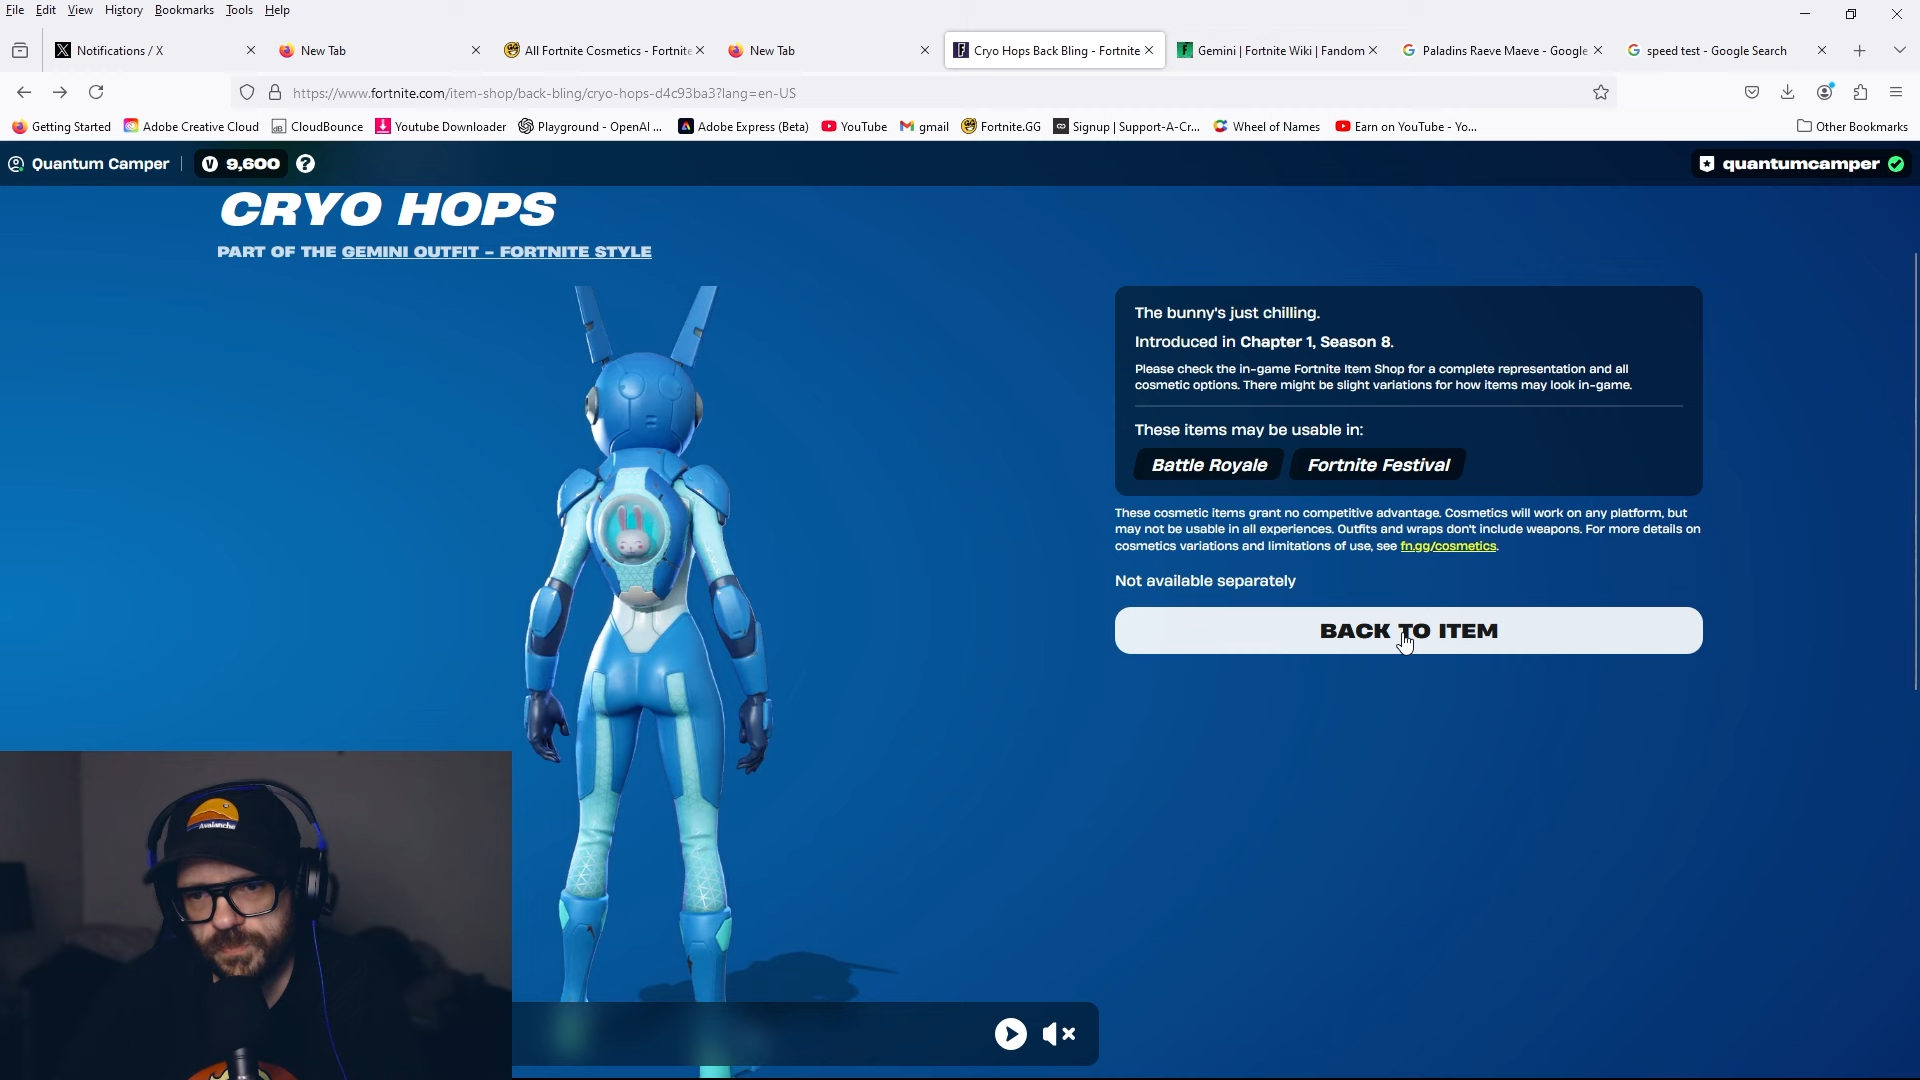 File Edit View History Bookmarks Tools Help
Notifications / X
New Tab
All Fortnite Cosmetics - Fortnite
New Tab
Cryo Hops Back Bling - Fortnite
Gemini | Fortnite Wiki | Fandom
Paladins Raeve Maeve - Google
speed test - Google Search
https://www.fortnite.com/item-shop/back-bling/cryo-hops-d4c93ba3?lang=en-US
Getting Started
Adobe Creative Cloud
CloudBounce
Youtube Downloader
Playground - OpenAI ...
Adobe Express (Beta)
YouTube
gmail
Fortnite.GG
Signup | Support-A-Cr...
Wheel of Names
Earn on YouTube - Yo...
Other Bookmarks
Quantum Camper
V 9,600 ?
quantumcamper
CRYO HOPS
PART OF THE GEMINI OUTFIT - FORTNITE STYLE
The bunny's just chilling.
Introduced in Chapter 1, Season 8.
Please check the in-game Fortnite Item Shop for a complete representation and all
cosmetic options. There might be slight variations for how items may look in-game.
These items may be usable in:
Battle Royale
Fortnite Festival
These cosmetic items grant no competitive advantage. Cosmetics will work on any platform, but
may not be usable in all experiences. Outfits and wraps don't include weapons. For more details on
cosmetics variations and limitations of use, see fn.gg/cosmetics.
Not available separately
BACK TO ITEM
Avalanche